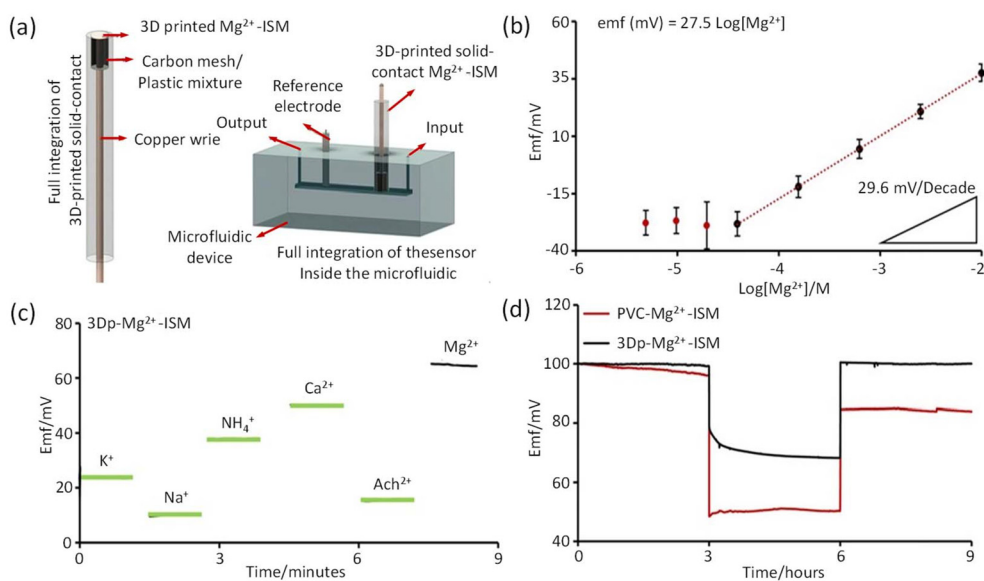 (a)
3D printed Mg²⁺-ISM
Carbon mesh/
Plastic mixture
Full integration of
3D-printed solid-contact
Copper wrie
3D-printed solid-
contact Mg²⁺-ISM
Reference
electrode
Output
Input
Microfluidic
device
Full integration of thesensor
Inside the microfluidic
(b)
emf (mV) = 27.5 Log[Mg²⁺]
60
35
10
-15
-40
Emf/mV
29.6 mV/Decade
-6 -5 -4 -3 -2
Log[Mg²⁺]/M
(c)
3Dp-Mg²⁺-ISM
80
60
40
20
0
Emf/mV
K⁺
Na⁺
NH₄⁺
Ca²⁺
Ach²⁺
Mg²⁺
0 3 6 9
Time/minutes
(d)
PVC-Mg²⁺-ISM
3Dp-Mg²⁺-ISM
120
100
80
60
40
Emf/mV
0 3 6 9
Time/hours